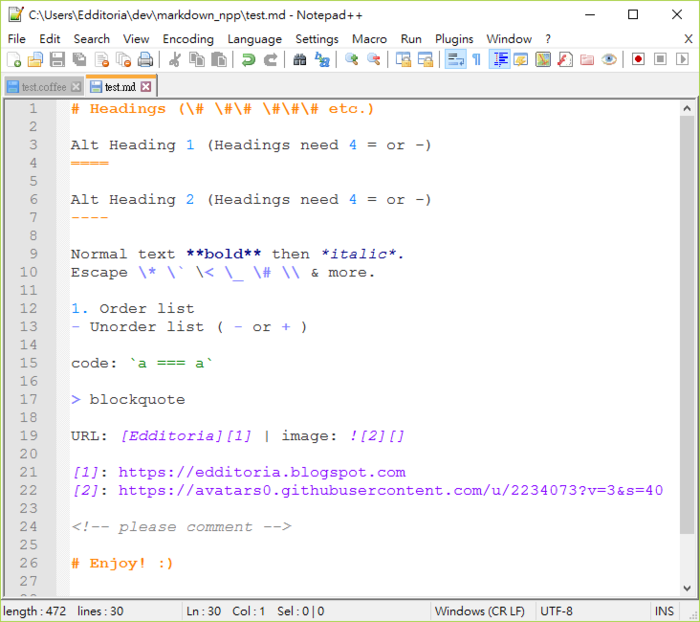 C:\Users\Edditoria\dev\markdown_npp\test.md - Notepad++
File Edit Search View Encoding Language Settings Macro Run Plugins Window ? X
test.coffee test.md
1 # Headings (\# \#\# \#\#\# etc.)
2
3 Alt Heading 1 (Headings need 4 = or -)
4 ====
5
6 Alt Heading 2 (Headings need 4 = or -)
7 ----
8
9 Normal text **bold** then *italic*.
10 Escape \* \` \< \_ \# \\ & more.
11
12 1. Order list
13 - Unorder list ( - or + )
14
15 code: `a === a`
16
17 > blockquote
18
19 URL: [Edditoria][1] | image: ![2][]
20
21 [1]: https://edditoria.blogspot.com
22 [2]: https://avatars0.githubusercontent.com/u/2234073?v=3&s=40
23
24 <!-- please comment -->
25
26 # Enjoy! :)
27
length : 472 lines : 30 Ln : 30 Col : 1 Sel : 0 | 0 Windows (CR LF) UTF-8 INS